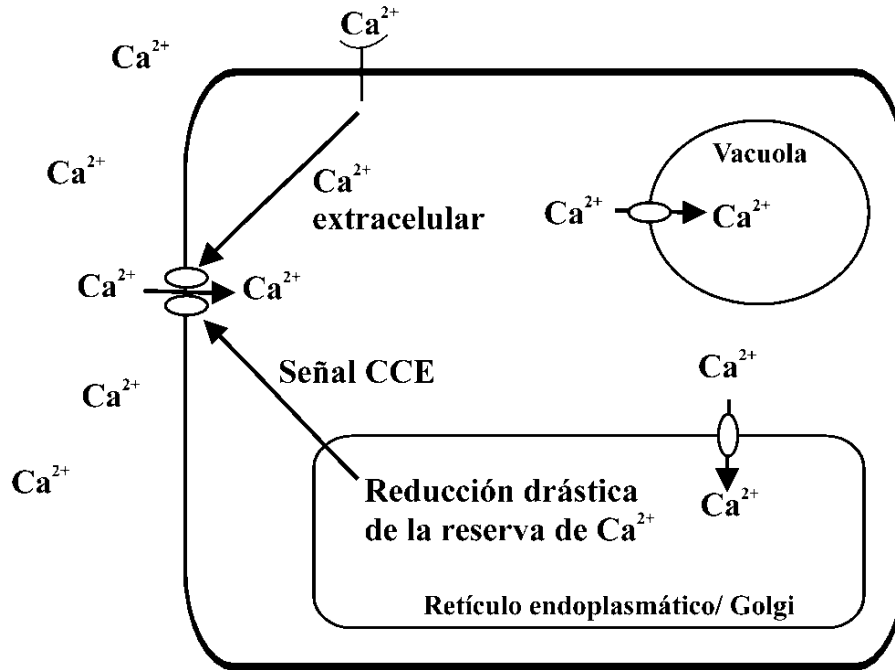 Ca²⁺
Ca²⁺
Ca²⁺
Ca²⁺
extracelular
Vacuola
Ca²⁺
Ca²⁺
Ca²⁺
Ca²⁺
Señal CCE
Ca²⁺
Ca²⁺
Ca²⁺
Reducción drástica
de la reserva de Ca²⁺
Ca²⁺
Retículo endoplasmático/ Golgi